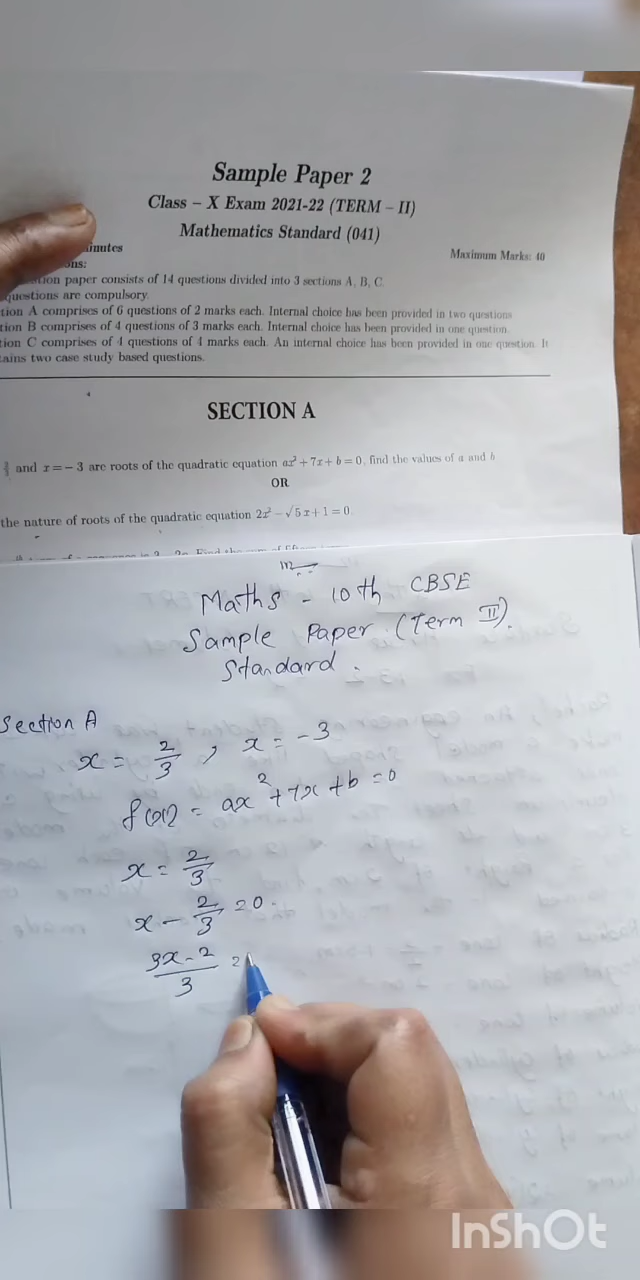 Sample Paper 2
Class – X Exam 2021-22 (TERM – II)
Mathematics Standard (041)
Maximum Marks: 40
paper consists of 14 questions divided into 3 sections A, B, C.
questions are compulsory.
tion A comprises of 6 questions of 2 marks each. Internal choice has been provided in two questions
tion B comprises of 4 questions of 3 marks each. Internal choice has been provided in one question.
tion C comprises of 4 questions of 4 marks each. An internal choice has been provided in one question. It
tains two case study based questions.
SECTION A
and x = – 3 are roots of the quadratic equation ax² + 7x + b = 0, find the values of a and b
OR
the nature of roots of the quadratic equation 2x² – √5x + 1 = 0.
Maths - 10th CBSE
Sample Paper (Term II).
Standard.
Section A
x = 2/3 , x = -3
f(x) = ax² + 7x + b = 0
x = 2/3
x - 2/3 = 0.
3x - 2/3 =
InShOt